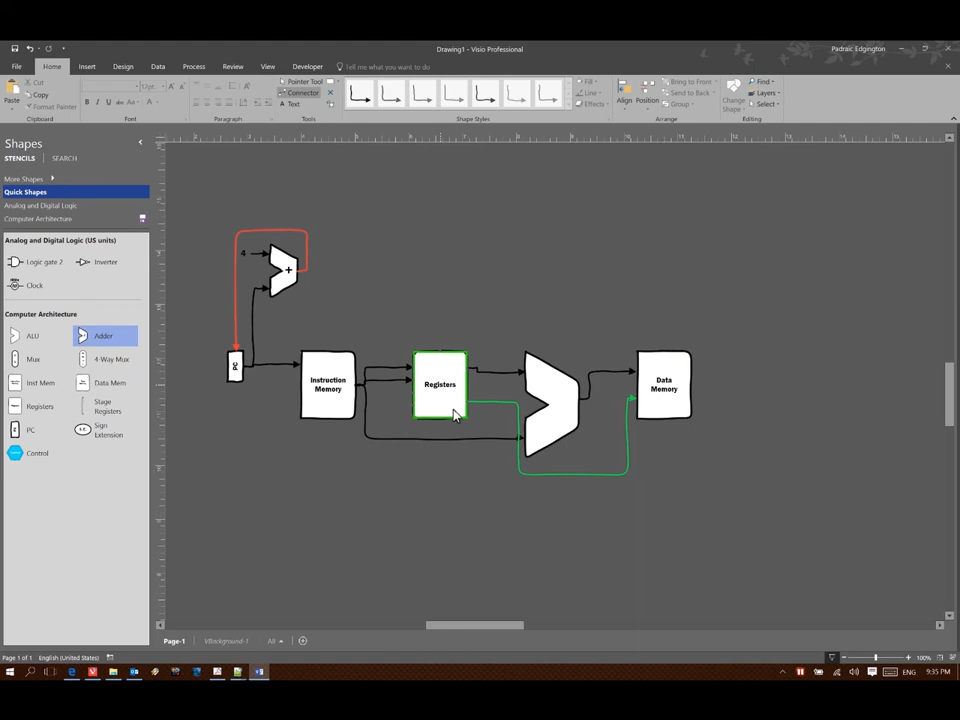 Drawing1 - Visio Professional
Padraic Edgington
File Home Insert Design Data Process Review View Developer Tell me what you want to do
Cut
Copy
Format Painter
Paste
Clipboard
12pt.
B I U abc Aa
Font
Paragraph
Pointer Tool
Connector
Text
Tools
Shape Styles
Fill
Line
Effects
Align
Position
Bring to Front
Send to Back
Group
Arrange
Change
Shape
Find
Layers
Select
Editing
Shapes
STENCILS SEARCH
More Shapes
Quick Shapes
Analog and Digital Logic
Computer Architecture
Analog and Digital Logic (US units)
Logic gate 2 Inverter
Clock
Computer Architecture
ALU Adder
Mux 4 Way Mux
Inst Mem Data Mem
Registers Stage
Registers
PC Sign
Extension
Control
4
+
PC
Instruction
Memory
Registers
Data
Memory
Page-1 VBackground-1 All
Page 1 of 1 English (United States)
100%
ENG 9:35 PM